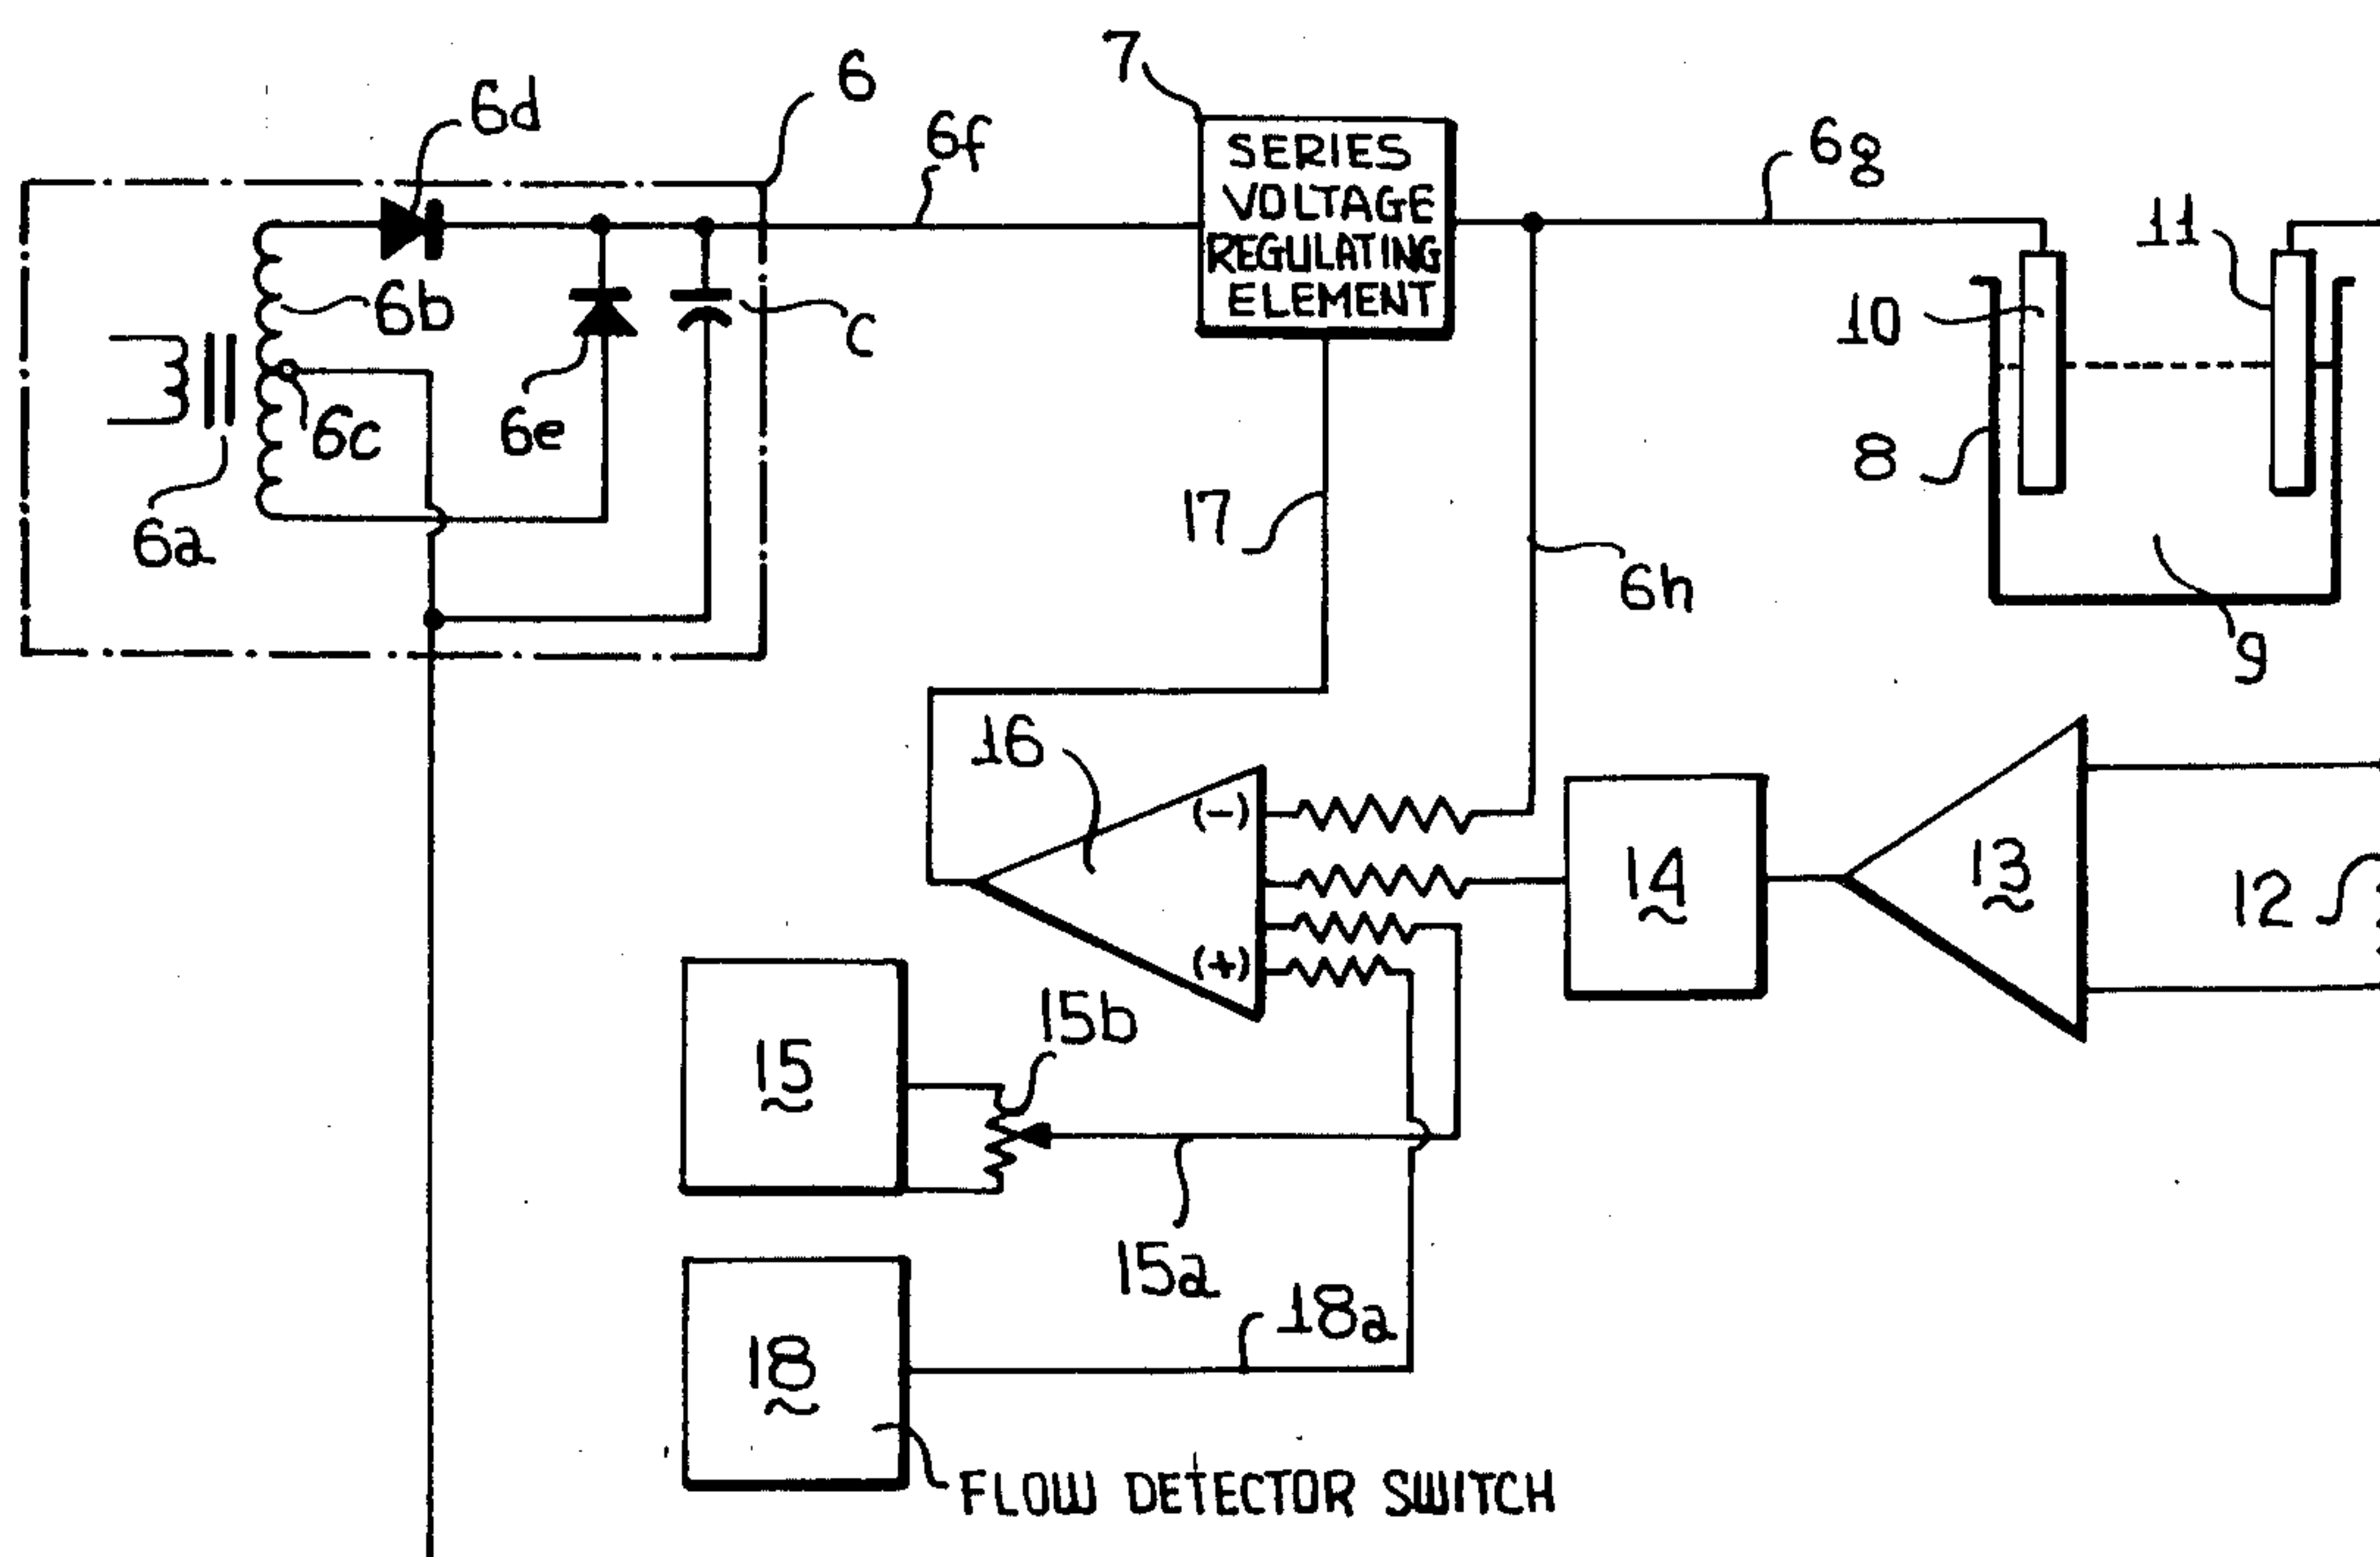 7
6
6d
6f
SERIES
VOLTAGE
REGULATING
ELEMENT
6g
11
6b
10
C
6c
6e
8
6a
17
6h
9
16
(-)
14
13
12
(+)
15b
15
15a
18a
18
FLOW DETECTOR SWITCH